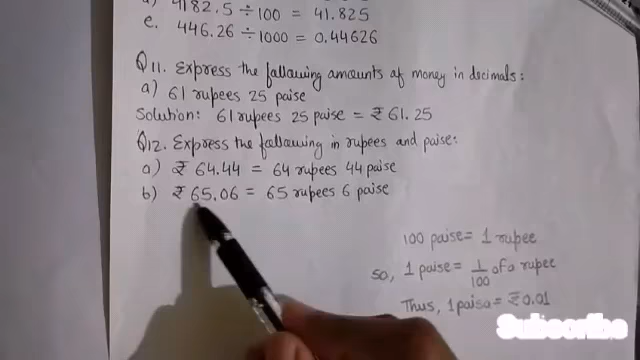 4182.5 ÷ 100 = 41.825
e. 446.26 ÷ 1000 = 0.44626
Q11. Express the following amounts of money in decimals:
a) 61 rupees 25 paise
Solution: 61 rupees 25 paise = ₹ 61.25
Q12. Express the following in rupees and paise:
a) ₹ 64.44 = 64 rupees 44 paise
b) ₹ 65.06 = 65 rupees 6 paise
100 paise = 1 rupee
so, 1 paise = 1/100 of a rupee
Thus, 1 paisa = ₹ 0.01
Subscribe